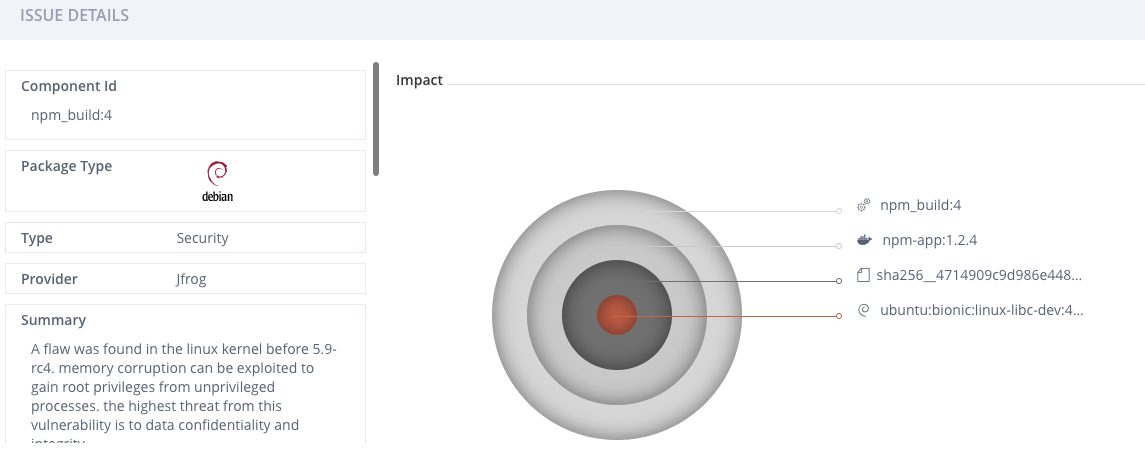 ISSUE DETAILS
Component Id
npm_build:4
Package Type
debian
Type Security
Provider Jfrog
Summary
A flaw was found in the linux kernel before 5.9-
rc4. memory corruption can be exploited to
gain root privileges from unprivileged
processes. the highest threat from this
vulnerability is to data confidentiality and
integrity
Impact
npm_build:4
npm-app:1.2.4
sha256__4714909c9d986e448...
ubuntu:bionic:linux-libc-dev:4...